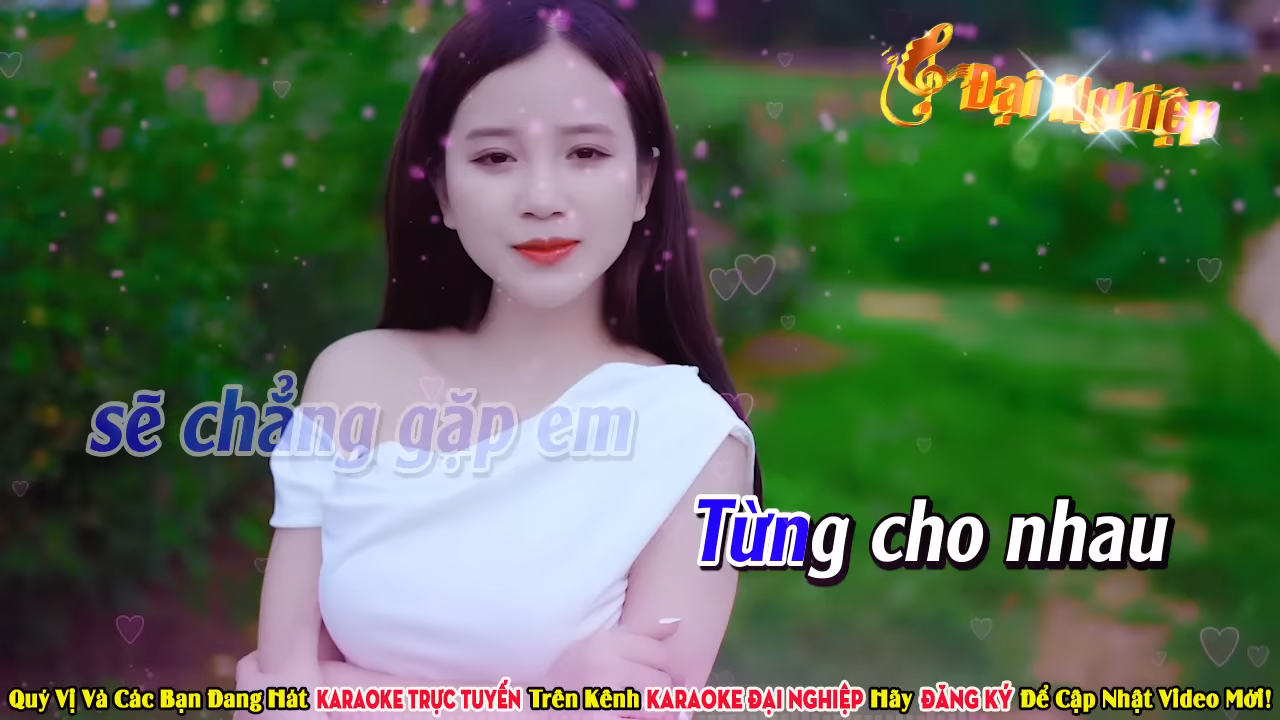 Đại Nghiệp
sẽ chẳng gặp em
Từng cho nhau
Quý Vị Và Các Bạn Đang Hát KARAOKE TRỰC TUYẾN Trên Kênh KARAOKE ĐẠI NGHIỆP Hãy ĐĂNG KÝ Để Cập Nhật Video Mới!